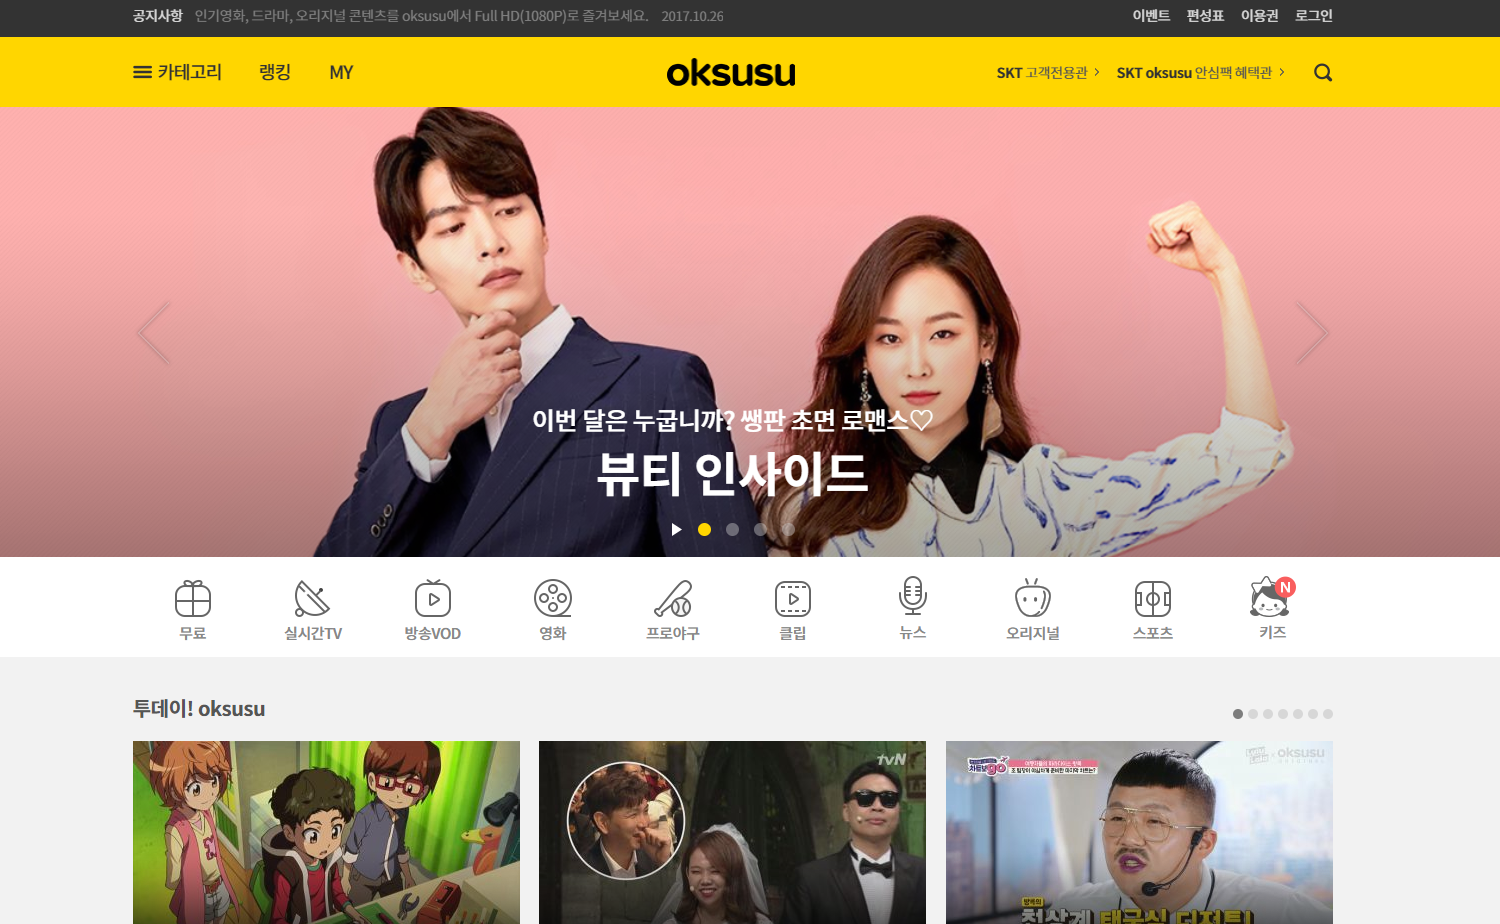 공지사항 인기영화, 드라마, 오리지널 콘텐츠를 oksusu에서 Full HD(1080P)로 즐겨보세요. 2017.10.26
이벤트 편성표 이용권 로그인
카테고리 랭킹 MY
oksusu
SKT 고객전용관 SKT oksusu 안심팩 혜택관
이번 달은 누굽니까? 쌩판 초면 로맨스♡
뷰티 인사이드
무료 실시간TV 방송VOD 영화 프로야구 클립 뉴스 오리지널 스포츠 키즈
N
투데이! oksusu
tvN
oksusu